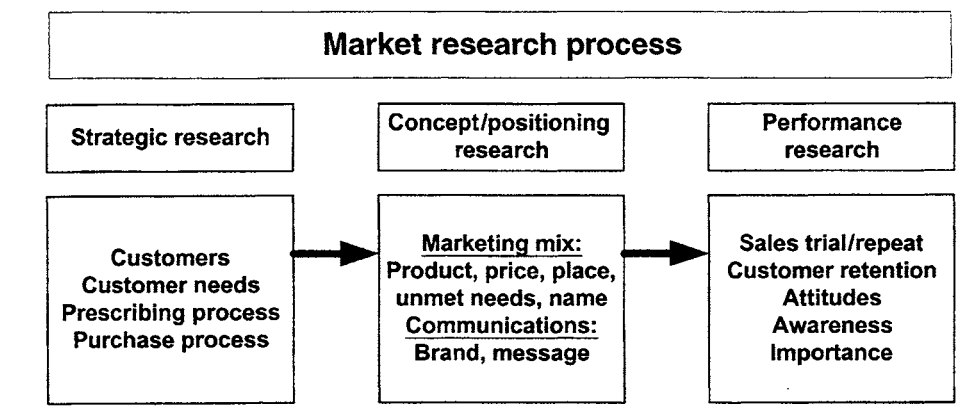 Market research process
Strategic research
Concept/positioning
research
Performance
research
Customers
Customer needs
Prescribing process
Purchase process
Marketing mix:
Product, price, place,
unmet needs, name
Communications:
Brand, message
Sales trial/repeat
Customer retention
Attitudes
Awareness
Importance